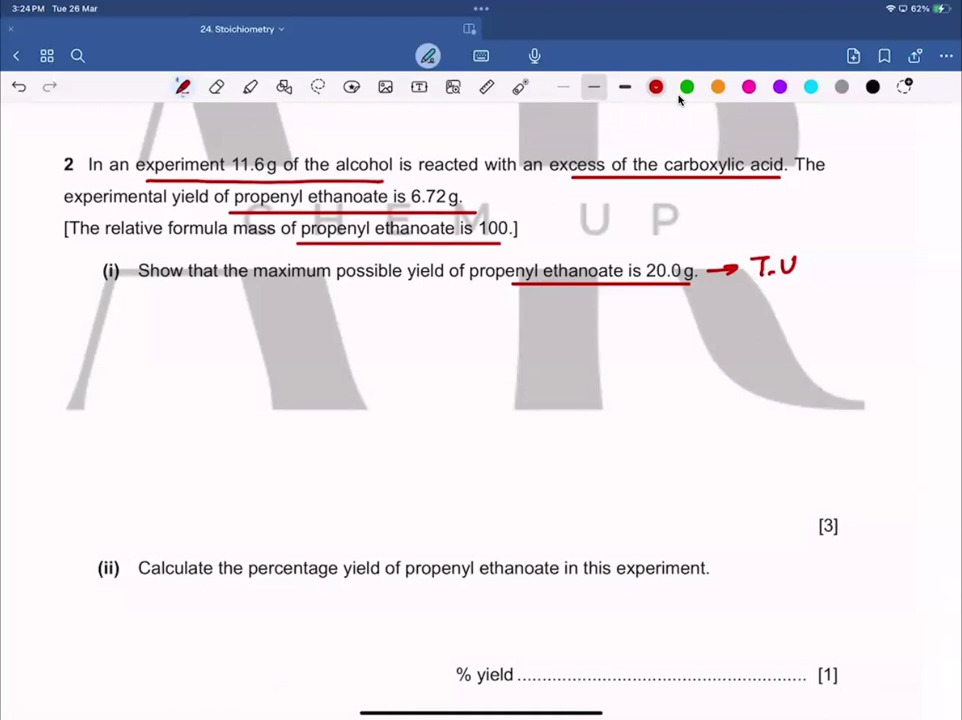 3:24 PM Tue 26 Mar
62%
24. Stoichiometry
2 In an experiment 11.6 g of the alcohol is reacted with an excess of the carboxylic acid. The
experimental yield of propenyl ethanoate is 6.72 g.
CHEM UP
[The relative formula mass of propenyl ethanoate is 100.]
(i) Show that the maximum possible yield of propenyl ethanoate is 20.0 g. → T.U
AR
[3]
(ii) Calculate the percentage yield of propenyl ethanoate in this experiment.
% yield ........................................................... [1]